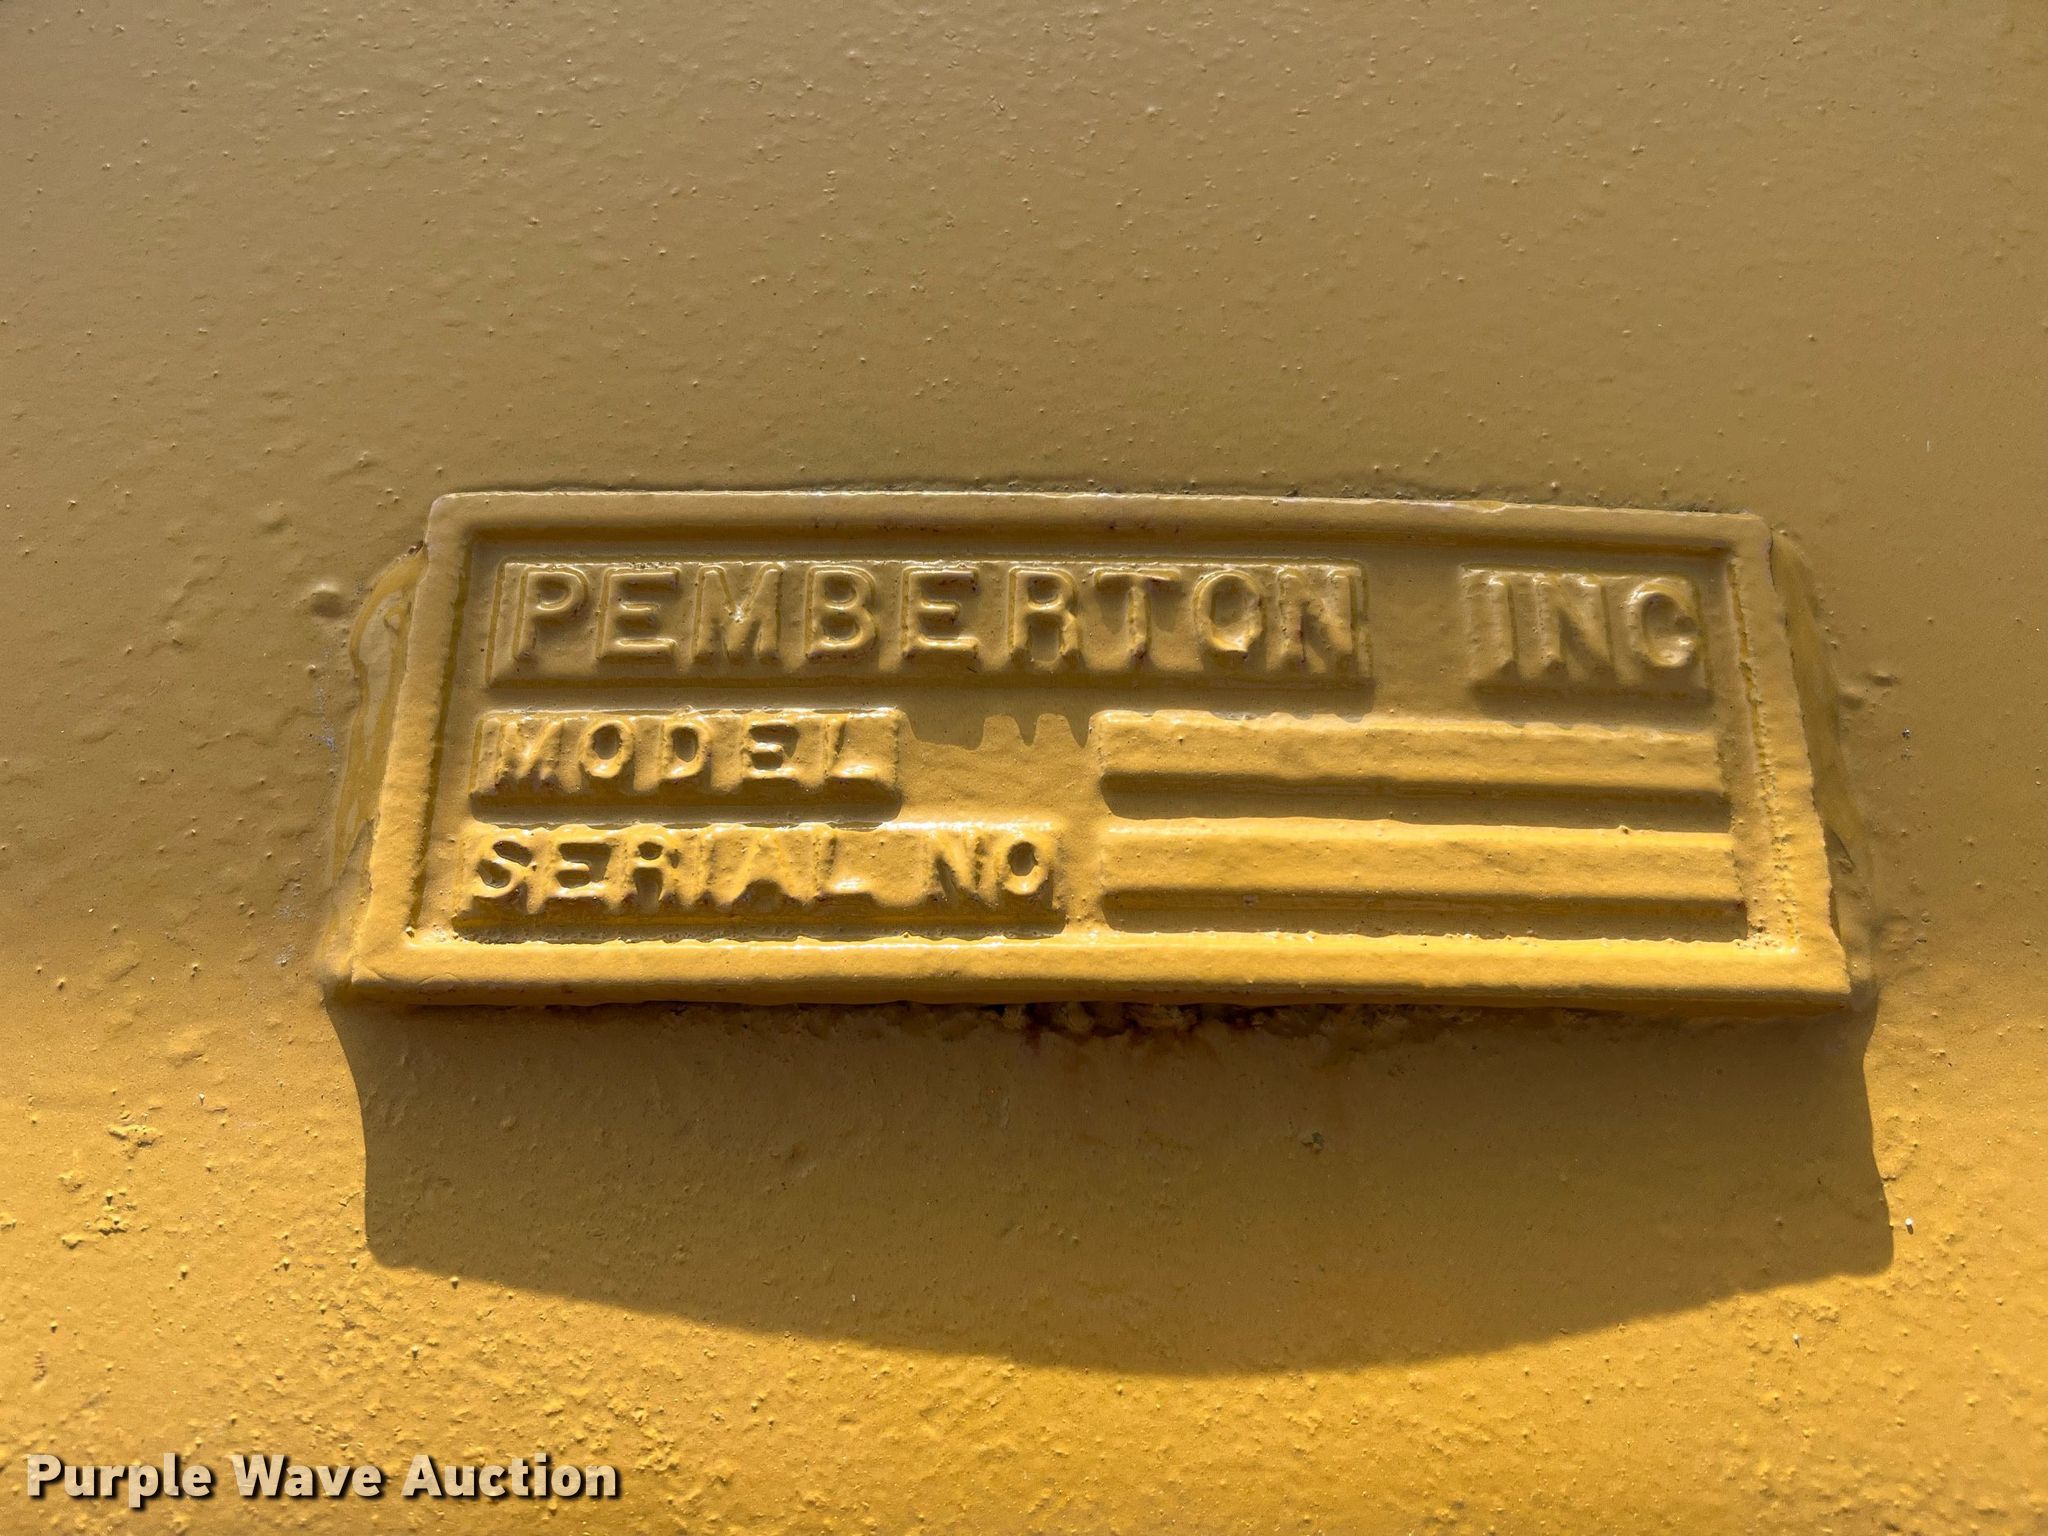 PEMBERTON INC
MODEL
SERIAL NO
Purple Wave Auction